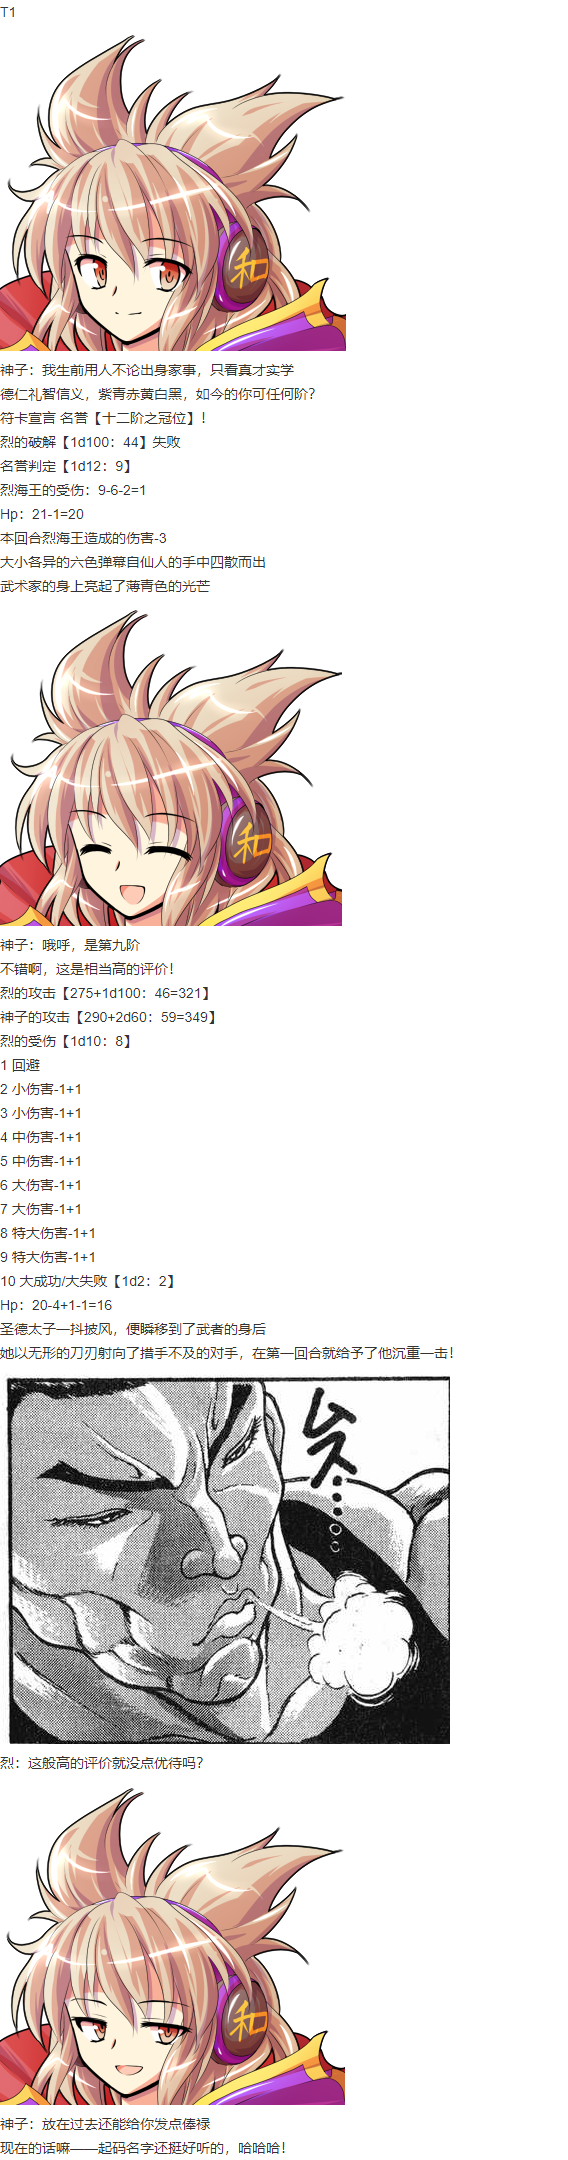 T1
和
神子：我生前用人不论出身家事，只看真才实学
德仁礼智信义，紫青赤黄白黑，如今的你可任何阶？
符卡宣言 名誉【十二阶之冠位】！
烈的破解【1d100：44】失败
名誉判定【1d12：9】
烈海王的受伤：9-6-2=1
Hp：21-1=20
本回合烈海王造成的伤害-3
大小各异的六色弹幕自仙人的手中四散而出
武术家的身上亮起了薄青色的光芒
和
神子：哦呼，是第九阶
不错啊，这是相当高的评价！
烈的攻击【275+1d100：46=321】
神子的攻击【290+2d60：59=349】
烈的受伤【1d10：8】
1 回避
2 小伤害-1+1
3 小伤害-1+1
4 中伤害-1+1
5 中伤害-1+1
6 大伤害-1+1
7 大伤害-1+1
8 特大伤害-1+1
9 特大伤害-1+1
10 大成功/大失败【1d2：2】
Hp：20-4+1-1=16
圣德太子一抖披风，便瞬移到了武者的身后
她以无形的刀刃射向了措手不及的对手，在第一回合就给予了他沉重一击！
ムス……
烈：这般高的评价就没点优待吗？
和
神子：放在过去还能给你发点俸禄
现在的话嘛——起码名字还挺好听的，哈哈哈！